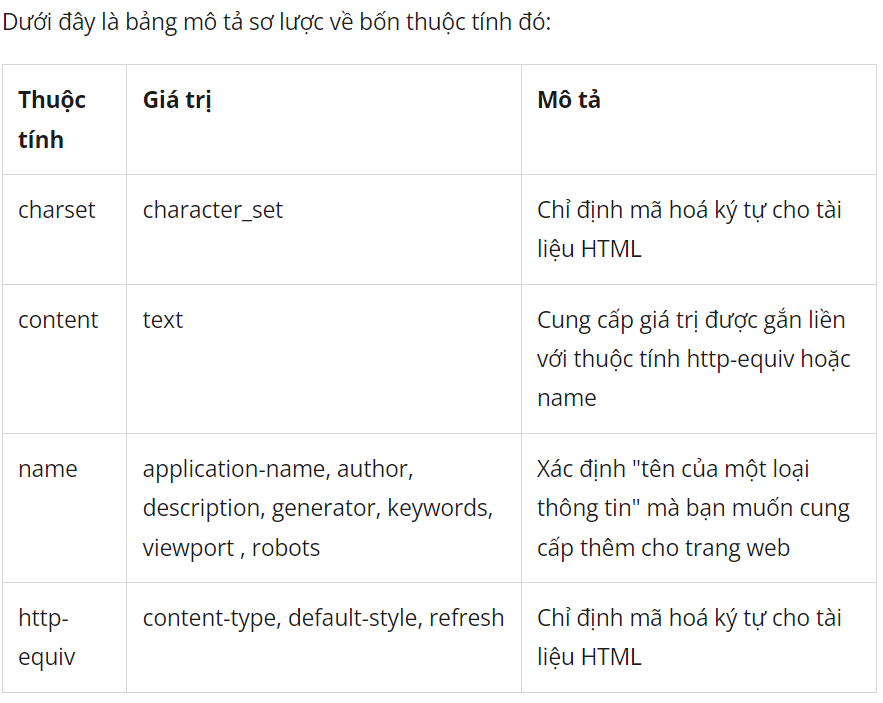 Dưới đây là bảng mô tả sơ lược về bốn thuộc tính đó:
Thuộc
tính
Giá trị
Mô tả
charset
character_set
Chỉ định mã hoá ký tự cho tài
liệu HTML
content
text
Cung cấp giá trị được gắn liền
với thuộc tính http-equiv hoặc
name
name
application-name, author,
description, generator, keywords,
viewport , robots
Xác định "tên của một loại
thông tin" mà bạn muốn cung
cấp thêm cho trang web
http-
equiv
content-type, default-style, refresh
Chỉ định mã hoá ký tự cho tài
liệu HTML